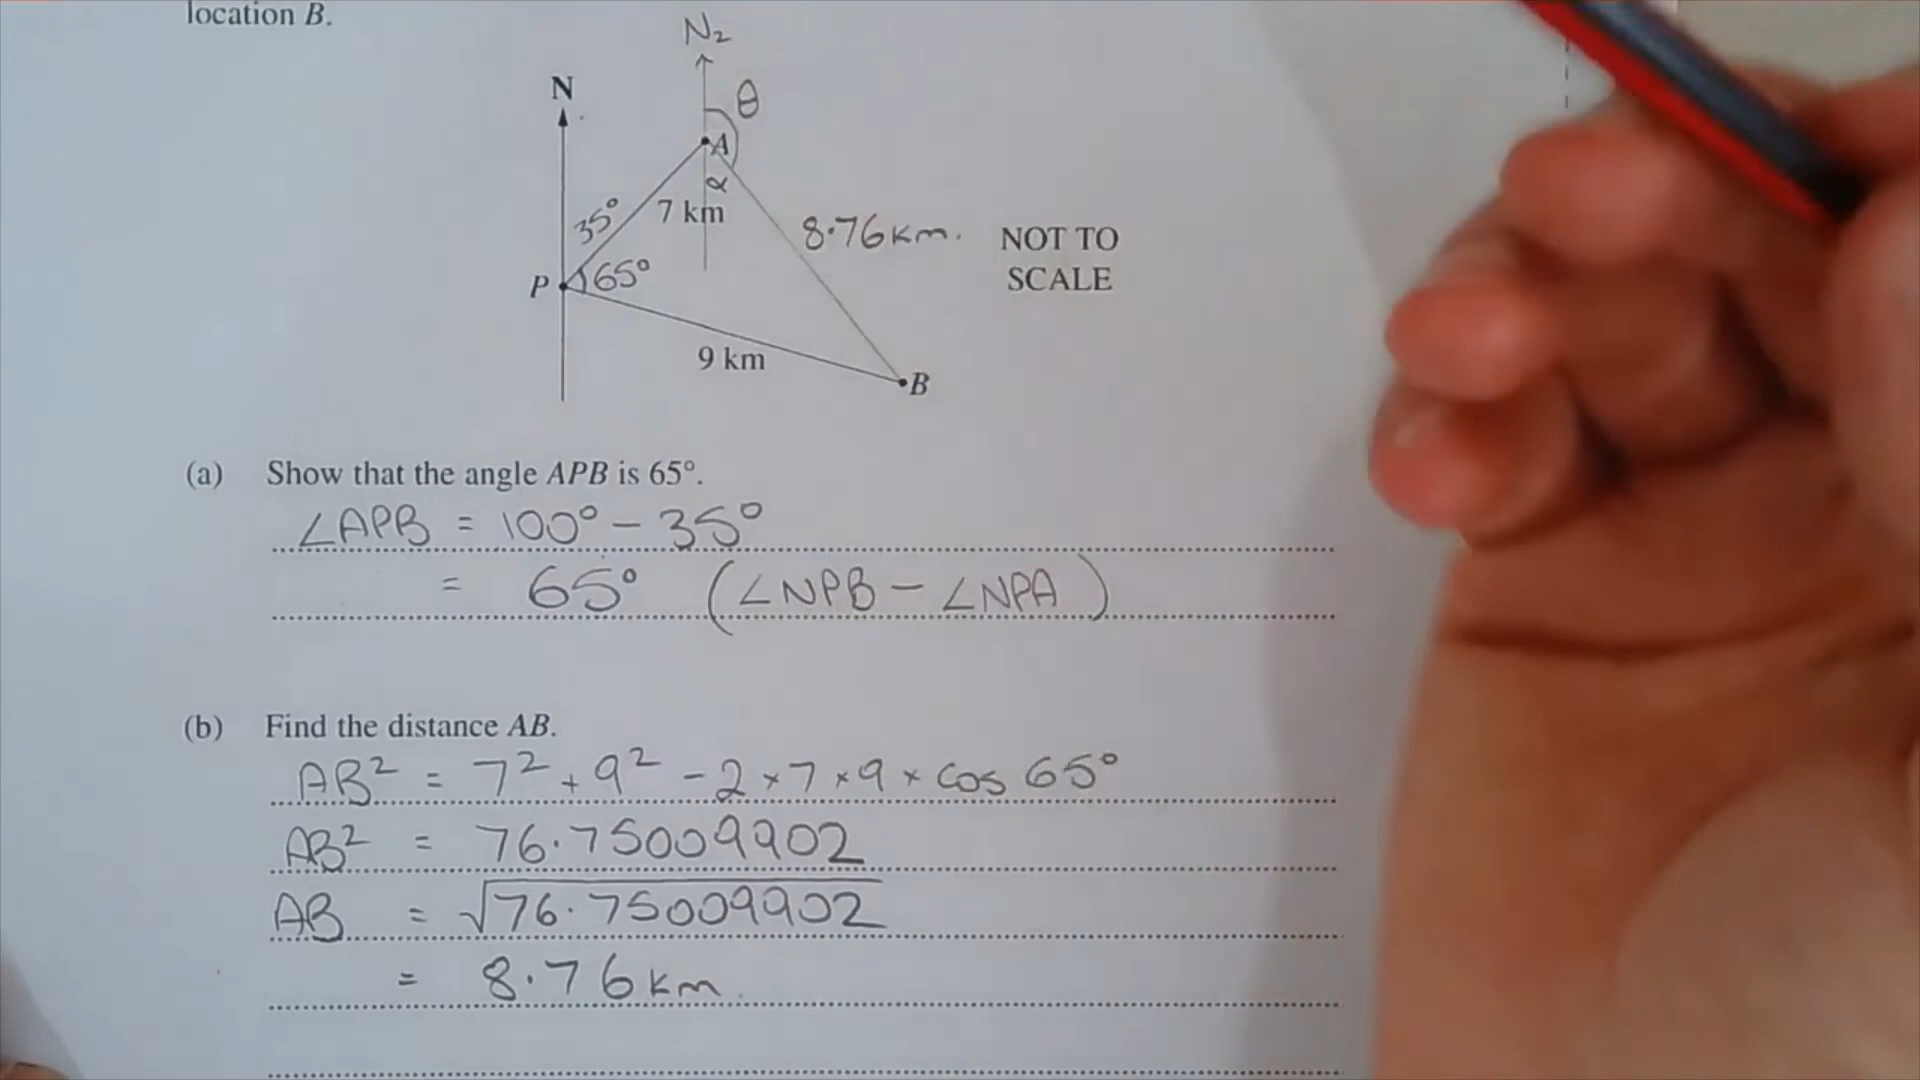 location B.
N₂
N
θ
A
α
35°
7 km
8.76km.
NOT TO
SCALE
P
65°
9 km
B
(a) Show that the angle APB is 65°.
∠APB = 100° - 35°
= 65° (∠NPB - ∠NPA)
(b) Find the distance AB.
AB² = 7² + 9² - 2 × 7 × 9 × cos 65°
AB² = 76.75009902
AB = √76.75009902
= 8.76km